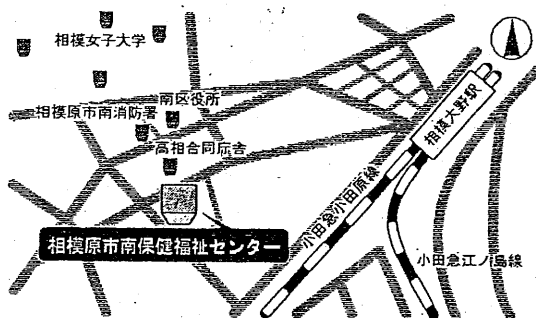 相模女子大学
南区役所
相模原市南消防署
高相合同庁舎
相模原市南保健福祉センター
相模大野駅
小田急小田原線
小田急江ノ島線